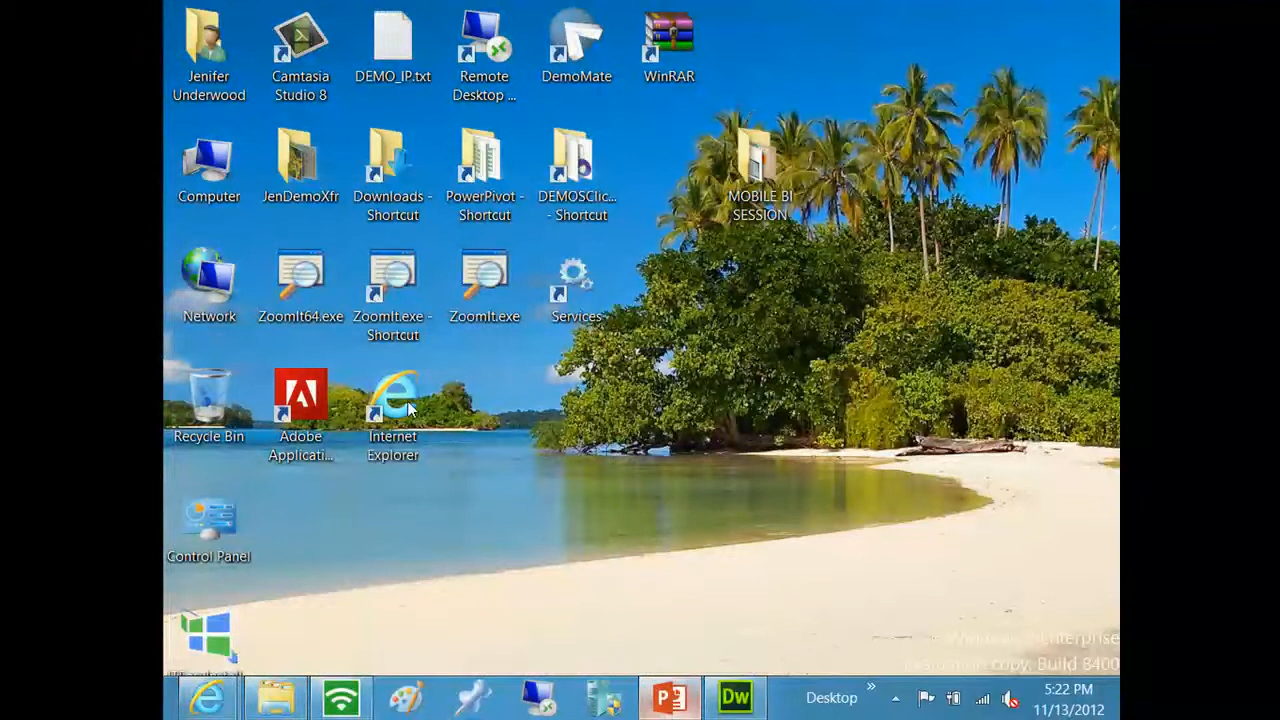 Jenifer
Underwood
Camtasia
Studio 8
DEMO_IP.txt
Remote
Desktop ...
DemoMate
WinRAR
Computer
JenDemoXfr
Downloads -
Shortcut
PowerPivot -
Shortcut
DEMOSClic...
- Shortcut
MOBILE BI
SESSION
Network
ZoomIt64.exe
ZoomIt.exe -
Shortcut
ZoomIt.exe
Services
Recycle Bin
Adobe
Applicati...
Internet
Explorer
Control Panel
Enterprise
Evaluation copy. Build 8400
Dw
Desktop
5:22 PM
11/13/2012